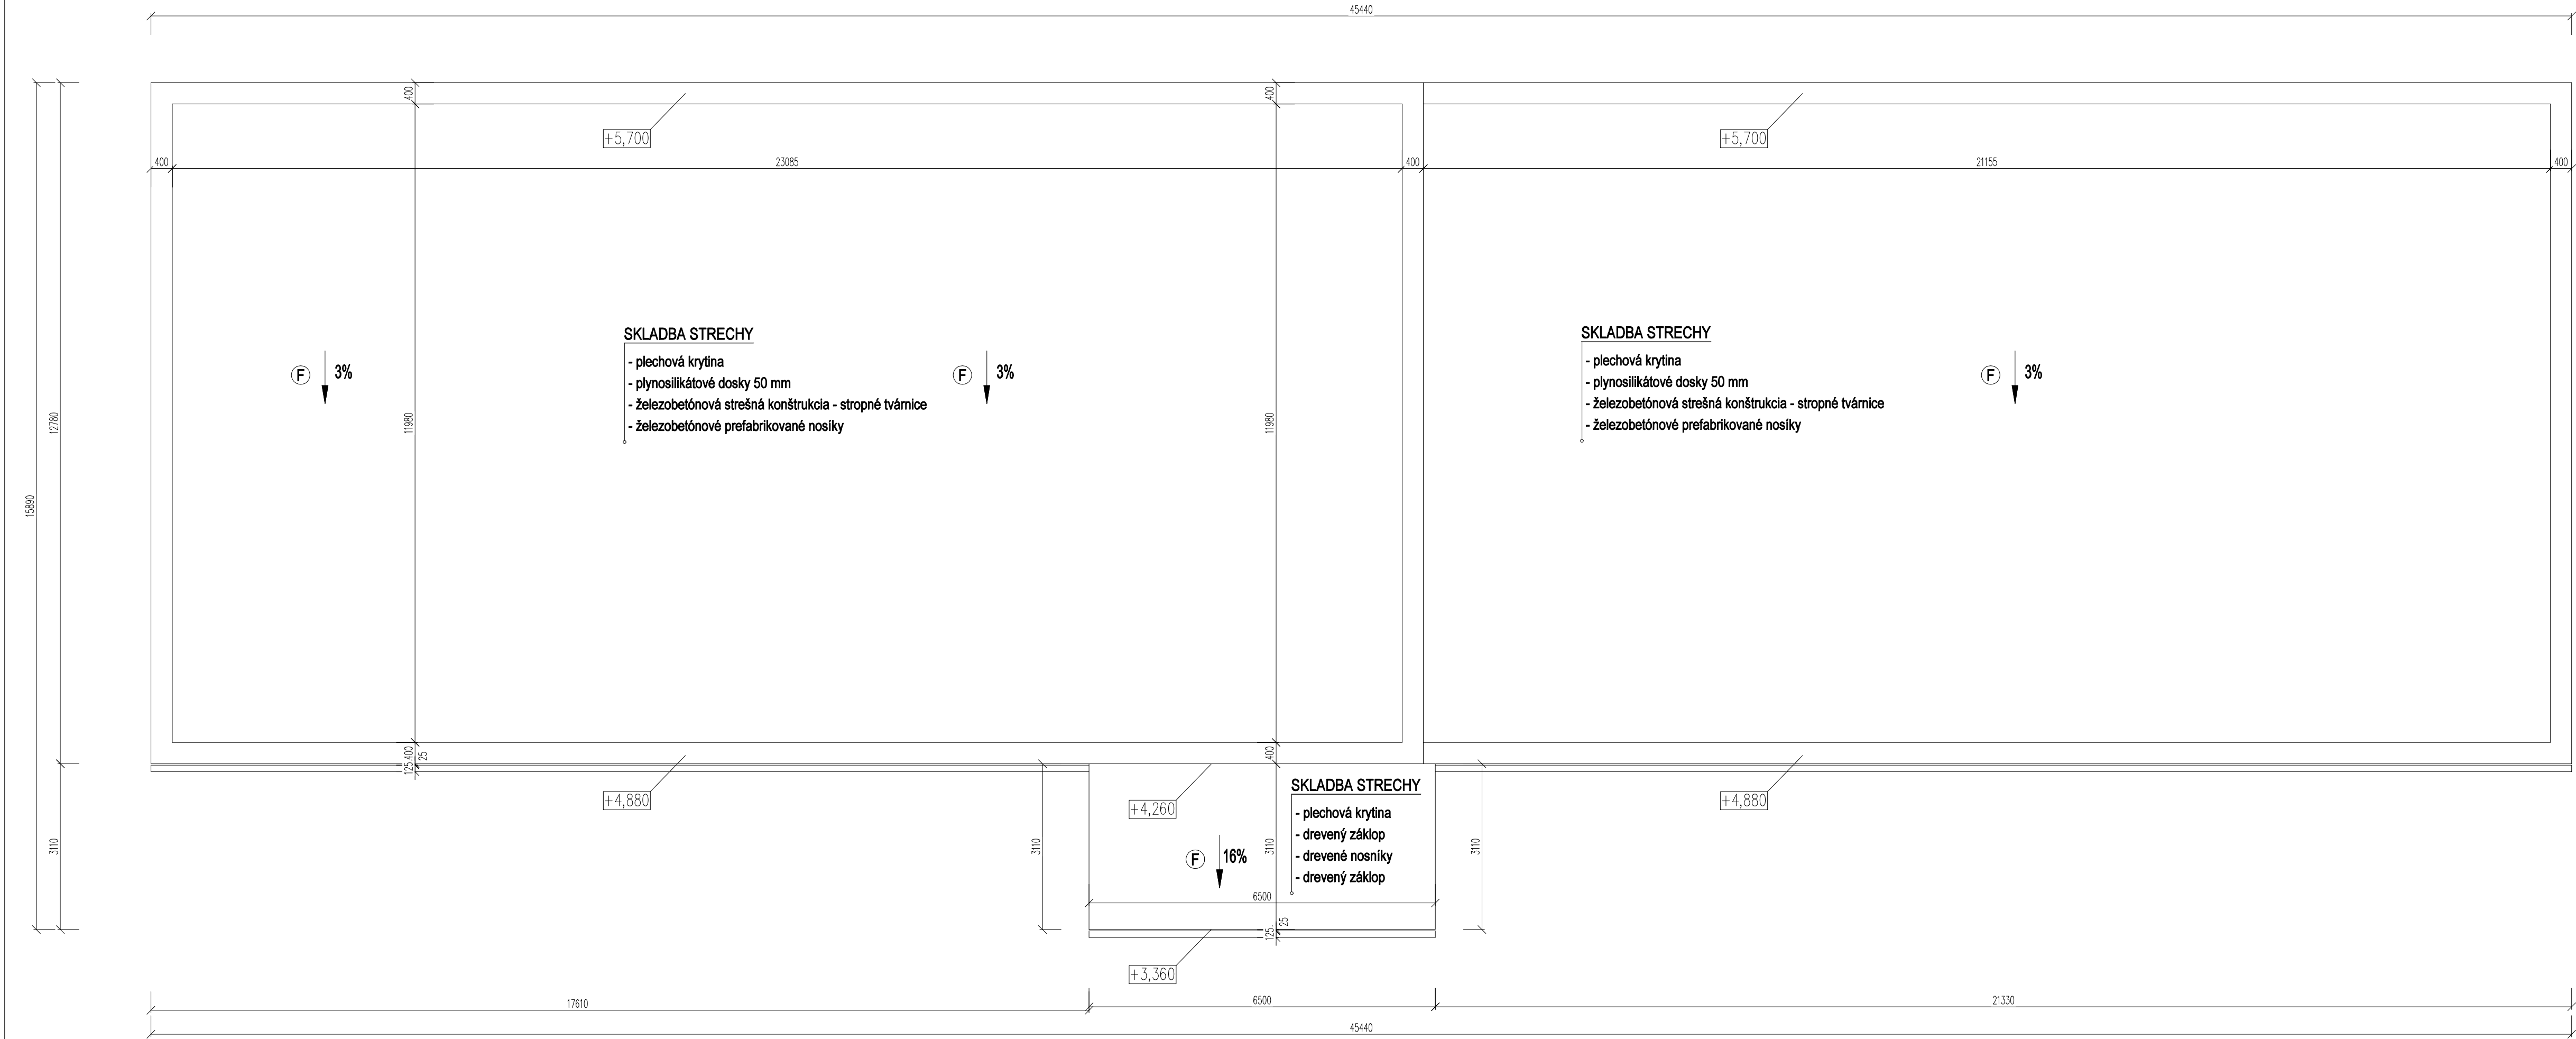 45440
400
400
+5,700
+5,700
400
23085
400
21155
400
SKLADBA STRECHY
- plechová krytina
- plynosilikátové dosky 50 mm
- železobetónová strešná konštrukcia - stropné tvárnice
- železobetónové prefabrikované nosíky
SKLADBA STRECHY
- plechová krytina
- plynosilikátové dosky 50 mm
- železobetónová strešná konštrukcia - stropné tvárnice
- železobetónové prefabrikované nosíky
F 3%
F 3%
F 3%
12780
11980
11980
15890
125
400
25
400
+4,880
+4,260
+4,880
SKLADBA STRECHY
- plechová krytina
- drevený záklop
- drevené nosníky
- drevený záklop
3110
3110
F 16%
3110
3110
6500
125
25
+3,360
17610
6500
21330
45440